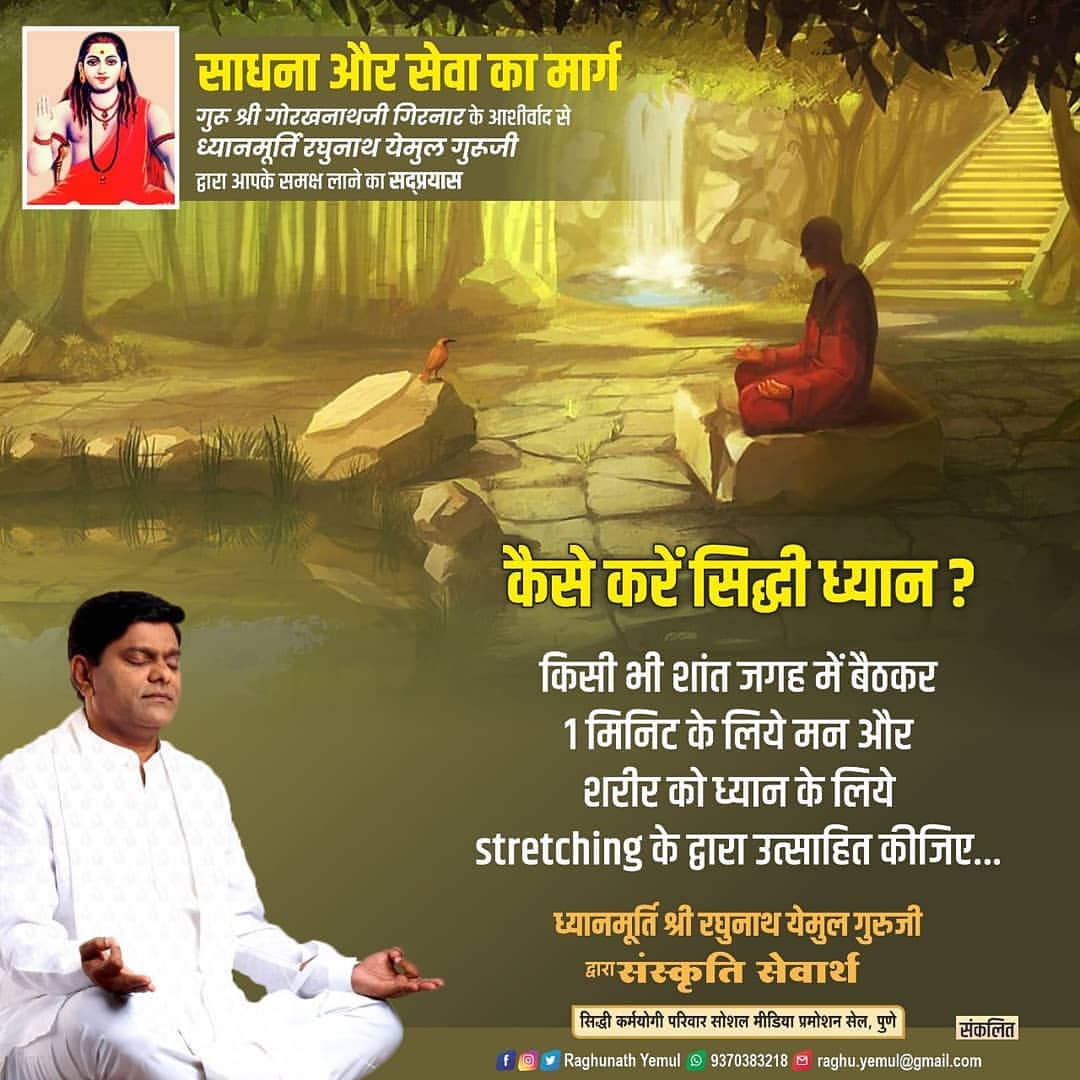 साधना और सेवा का मार्ग
गुरू श्री गोरखनाथजी गिरनार के आशीर्वाद से
ध्यानमूर्ति रघुनाथ येमुल गुरूजी
द्वारा आपके समक्ष लाने का सद्प्रयास
कैसे करें सिद्धी ध्यान ?
किसी भी शांत जगह में बैठकर
1 मिनिट के लिये मन और
शरीर को ध्यान के लिये
stretching के द्वारा उत्साहित कीजिए...
ध्यानमूर्ति श्री रघुनाथ येमुल गुरुजी
द्वारा संस्कृति सेवार्थ
सिद्धी कर्मयोगी परिवार सोशल मीडिया प्रमोशन सेल, पुणे
संकलित
Raghunath Yemul 9370383218 raghu.yemul@gmail.com